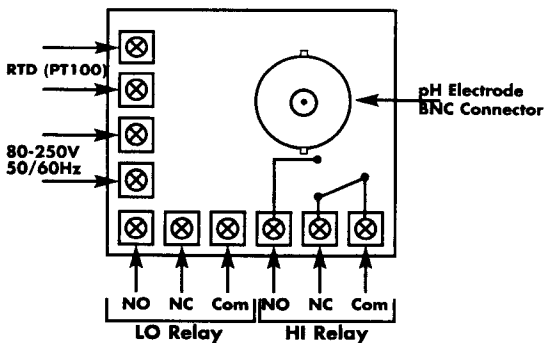 RTD (PT100)
pH Electrode
BNC Connector
80-250V
50/60Hz
NO NC Com NO NC Com
LO Relay HI Relay